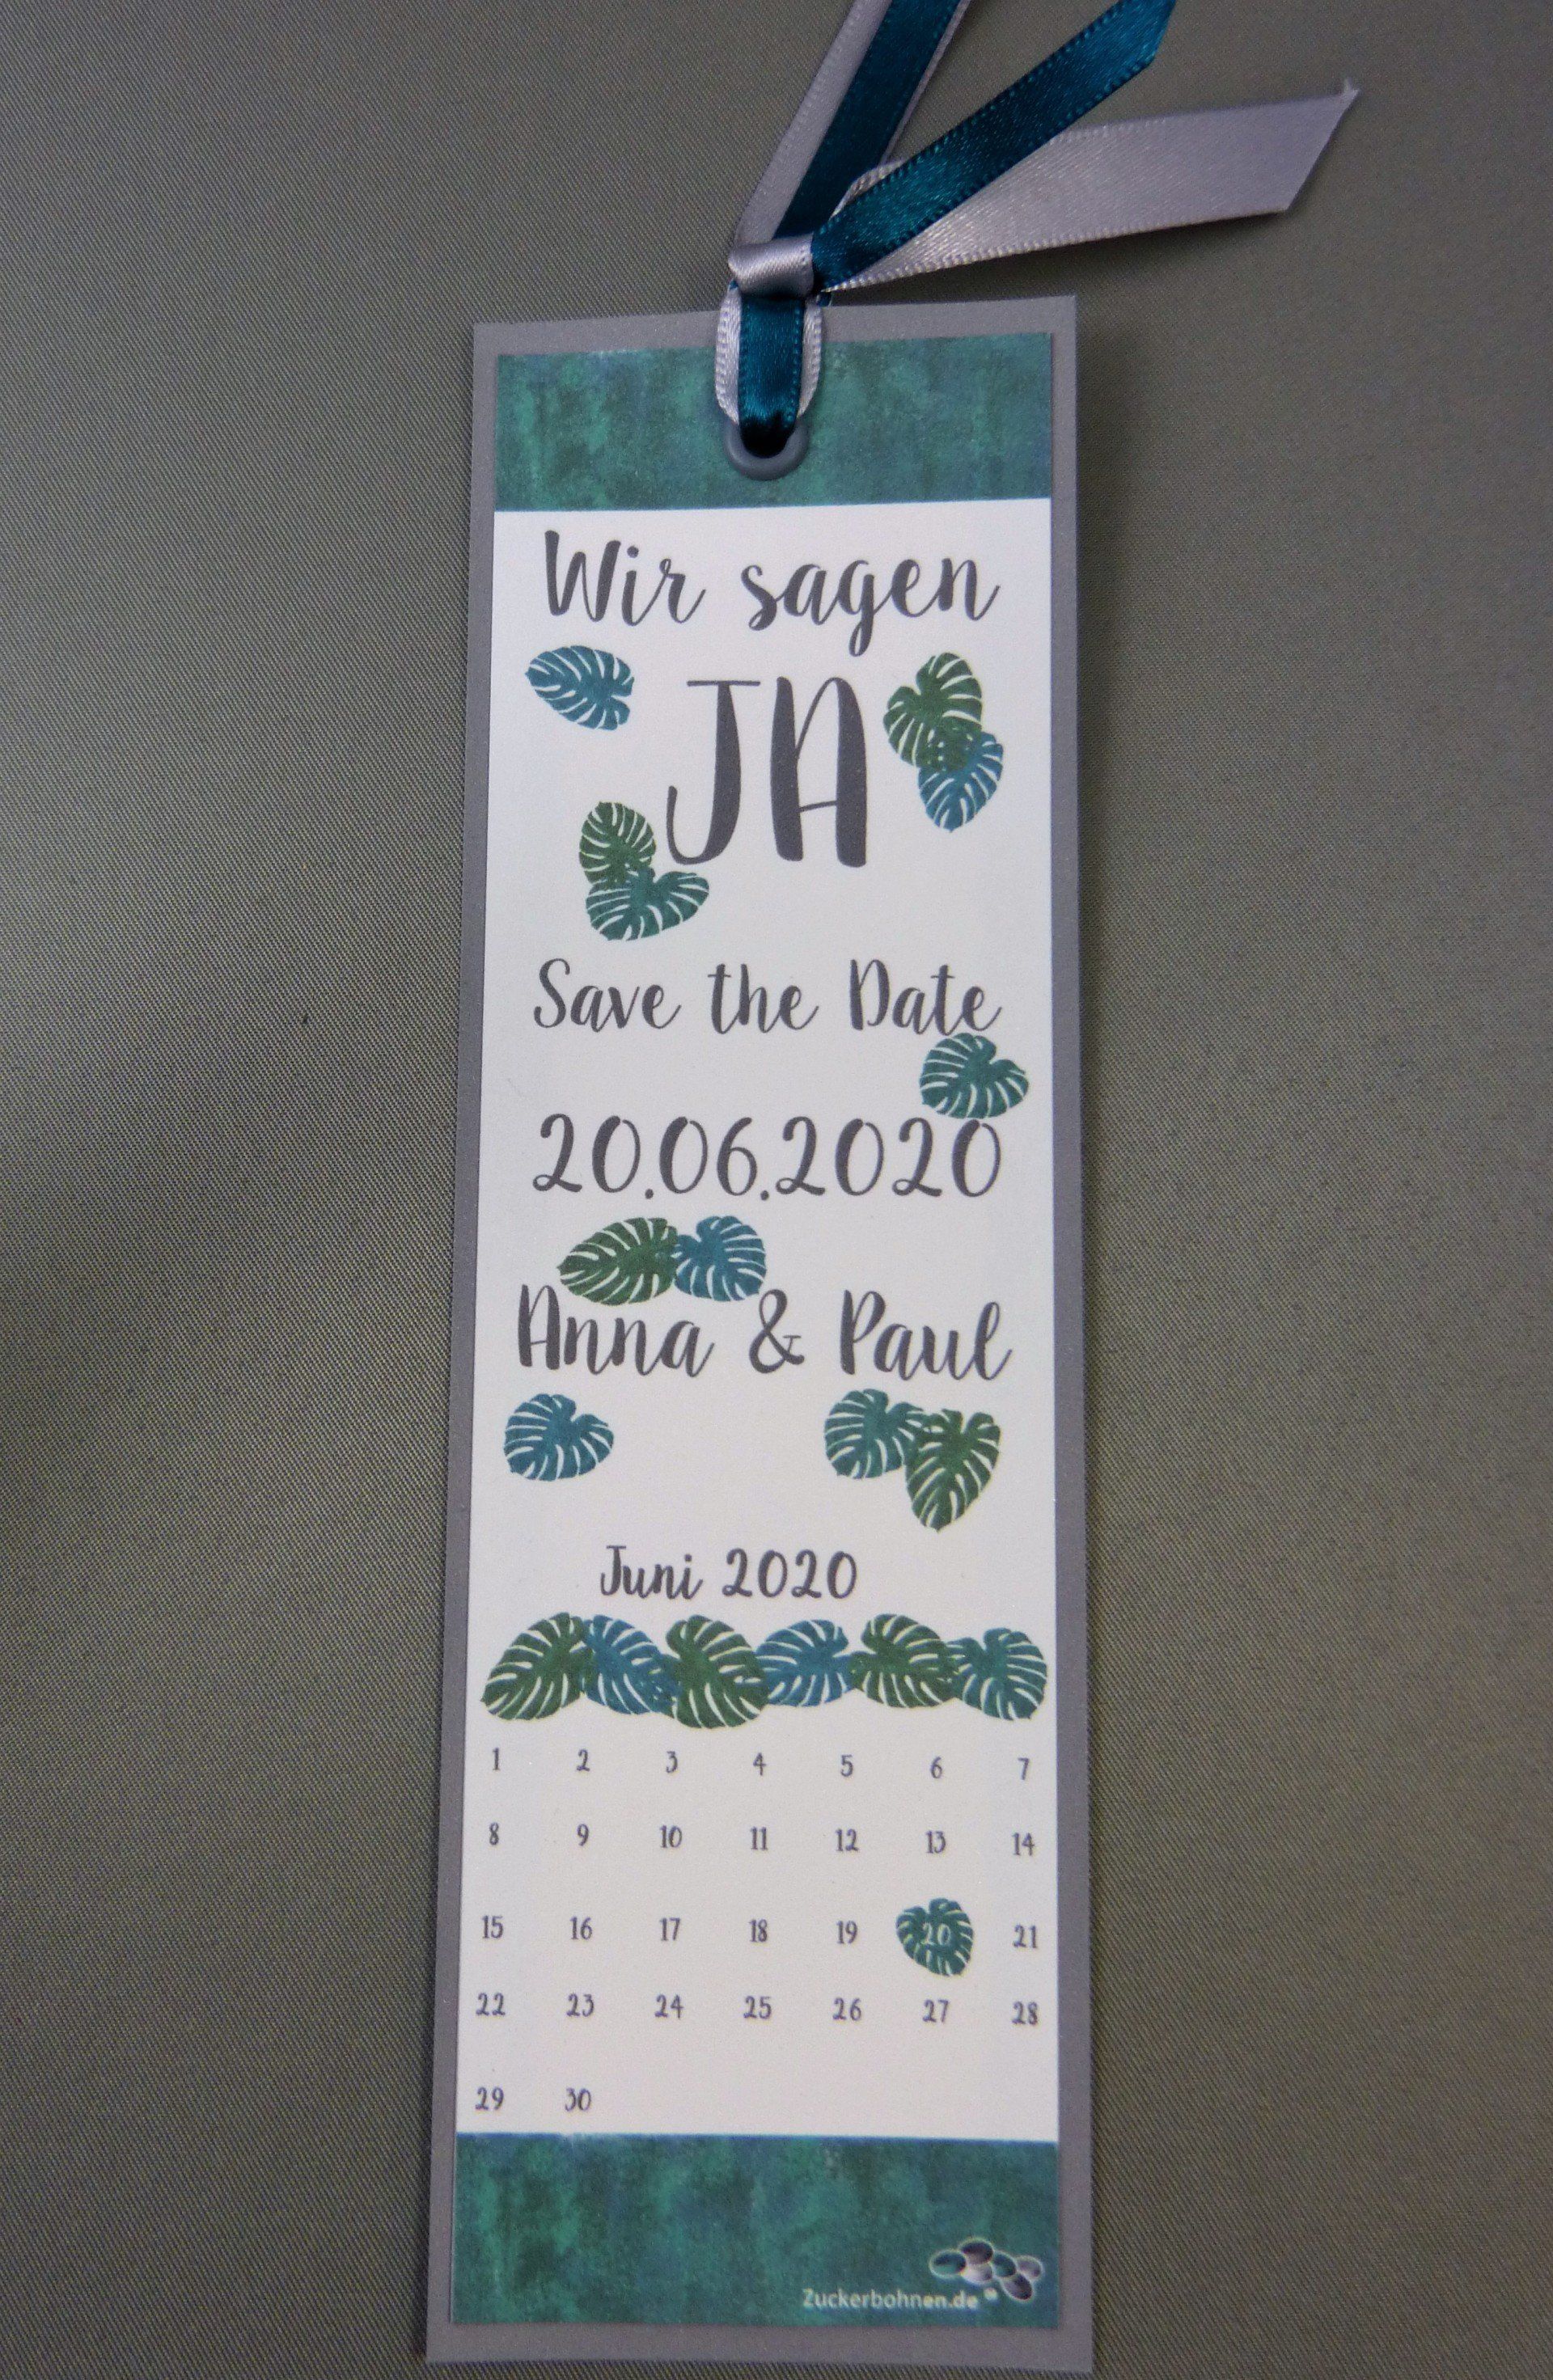 Wir sagen
JA
Save the Date
20.06.2020
Anna & Paul
Juni 2020
1 2 3 4 5 6 7
8 9 10 11 12 13 14
15 16 17 18 19 20 21
22 23 24 25 26 27 28
29 30
Zuckerbohnen.de